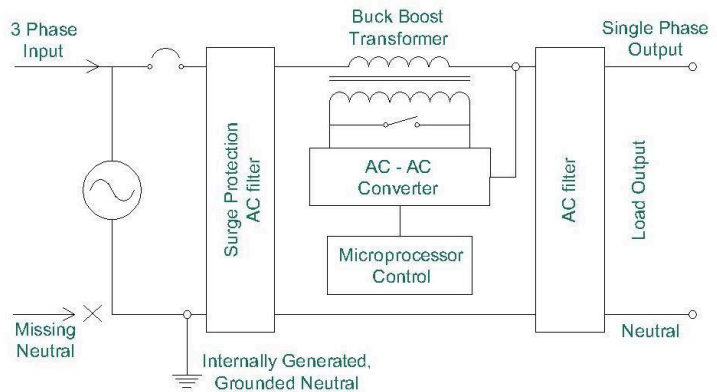 3 Phase
Input
Buck Boost
Transformer
Single Phase
Output
Surge Protection
AC filter
AC - AC
Converter
Microprocessor
Control
AC filter
Load Output
Missing
Neutral
Internally Generated,
Grounded Neutral
Neutral